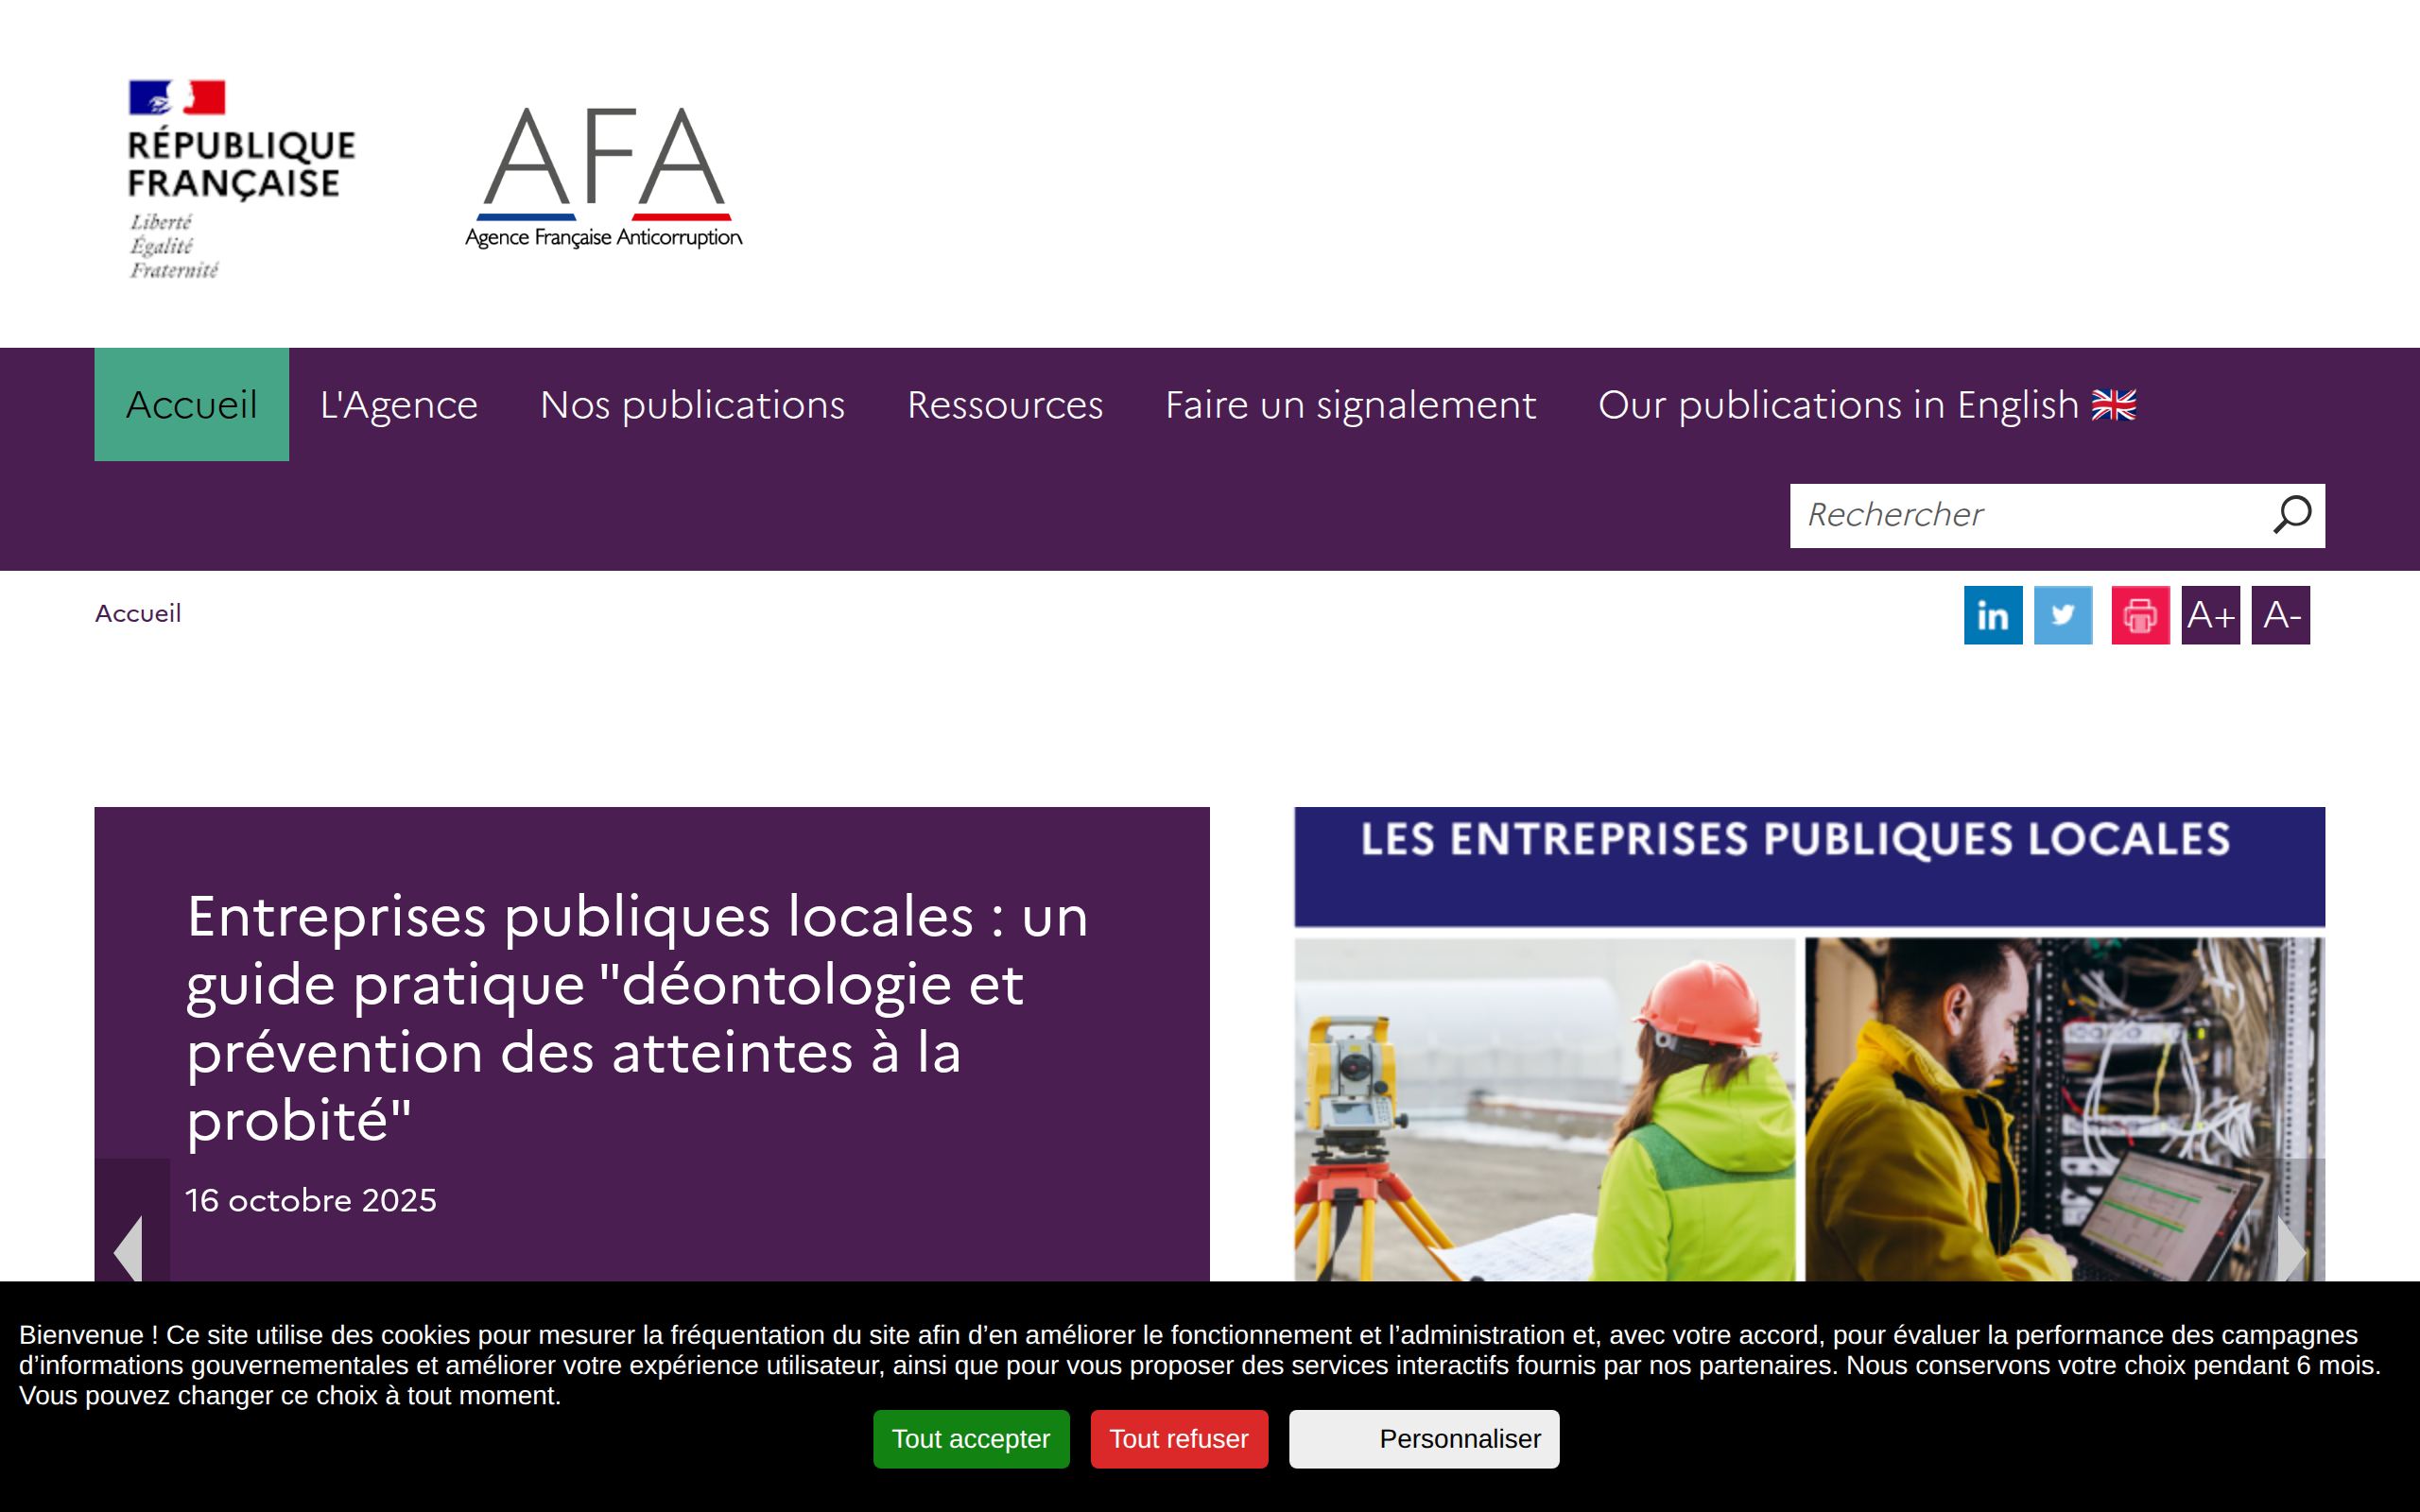 RÉPUBLIQUE
FRANÇAISE
Liberté
Égalité
Fraternité
AFA
Agence Française Anticorruption
Accueil
L'Agence
Nos publications
Ressources
Faire un signalement
Our publications in English 🇬🇧
Rechercher
Accueil
in
A+
A-
Entreprises publiques locales : un
guide pratique "déontologie et
prévention des atteintes à la
probité"
16 octobre 2025
LES ENTREPRISES PUBLIQUES LOCALES
Bienvenue ! Ce site utilise des cookies pour mesurer la fréquentation du site afin d’en améliorer le fonctionnement et l’administration et, avec votre accord, pour évaluer la performance des campagnes
d’informations gouvernementales et améliorer votre expérience utilisateur, ainsi que pour vous proposer des services interactifs fournis par nos partenaires. Nous conservons votre choix pendant 6 mois.
Vous pouvez changer ce choix à tout moment.
Tout accepter
Tout refuser
Personnaliser